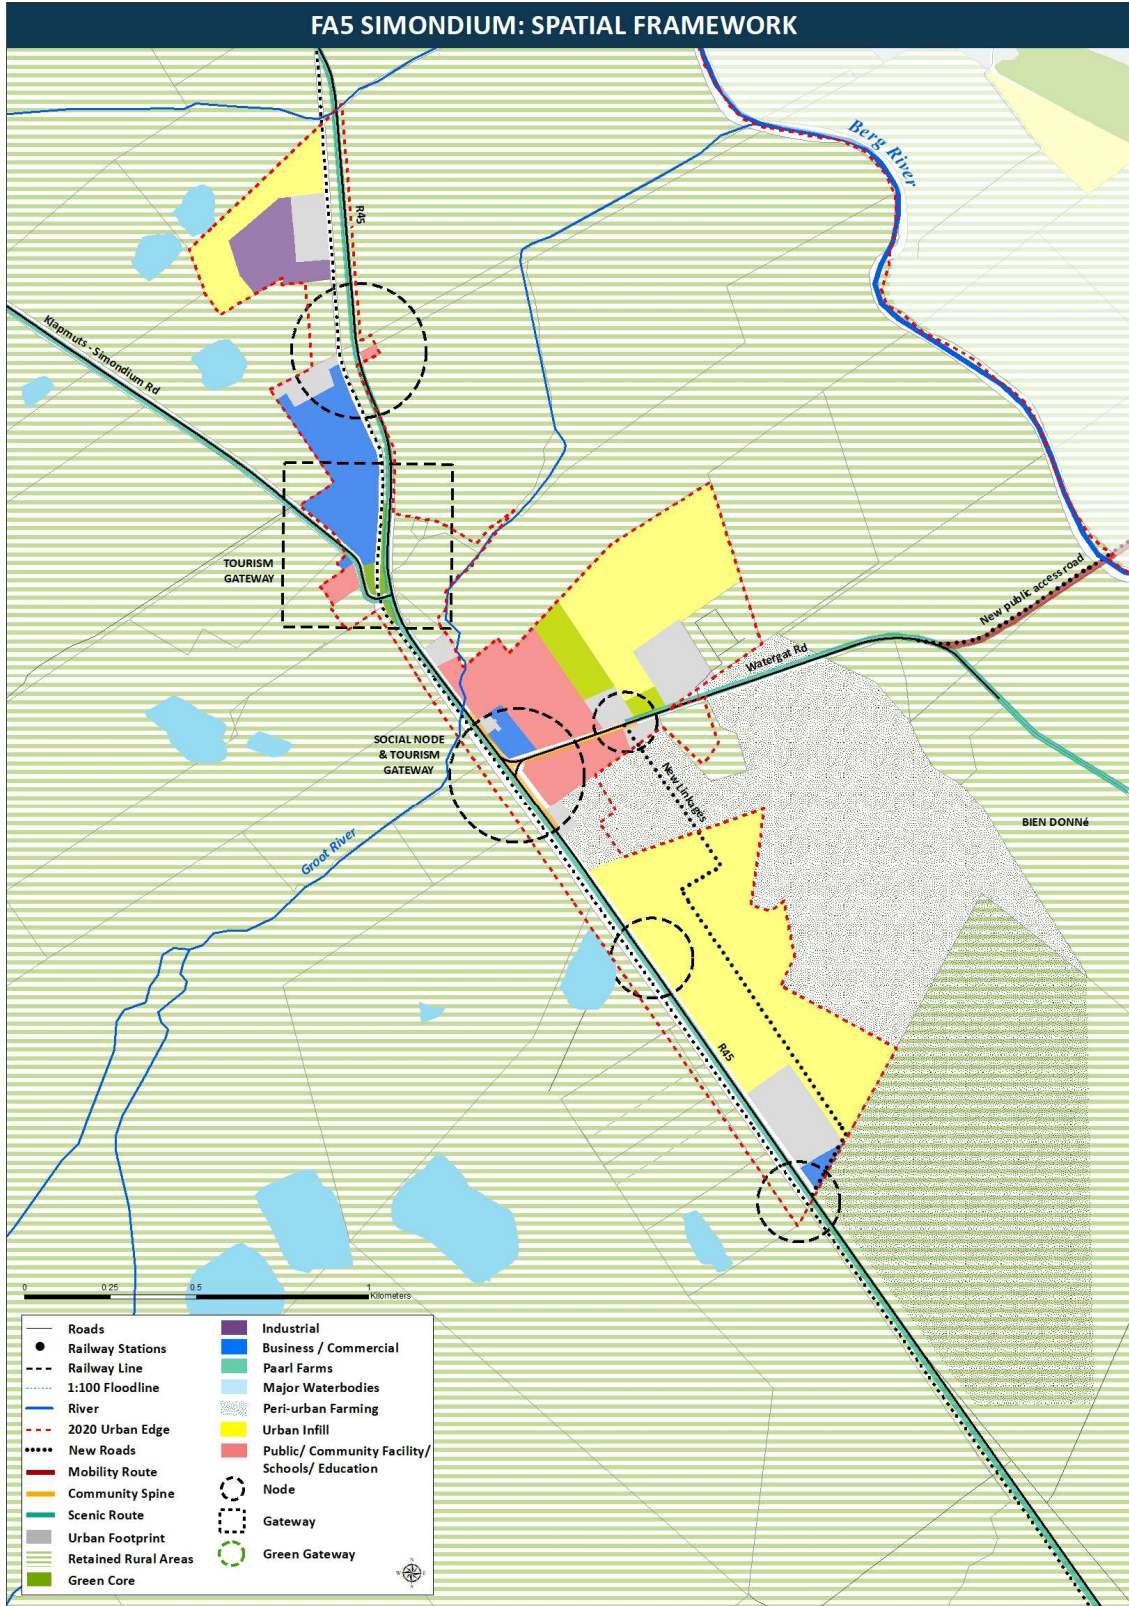 FA5 SIMONDIUM: SPATIAL FRAMEWORK
Berg River
R45
Klapmuts - Simondium Rd
TOURISM
GATEWAY
New public access road
Watergat Rd
SOCIAL NODE
& TOURISM
GATEWAY
New Linkages
BIEN DONNé
Groot River
R45
0
0.25
0.5
1
Kilometers
Roads
Railway Stations
Railway Line
1:100 Floodline
River
2020 Urban Edge
New Roads
Mobility Route
Community Spine
Scenic Route
Urban Footprint
Retained Rural Areas
Green Core
Industrial
Business / Commercial
Paarl Farms
Major Waterbodies
Peri-urban Farming
Urban Infill
Public/ Community Facility/
Schools/ Education
Node
Gateway
Green Gateway